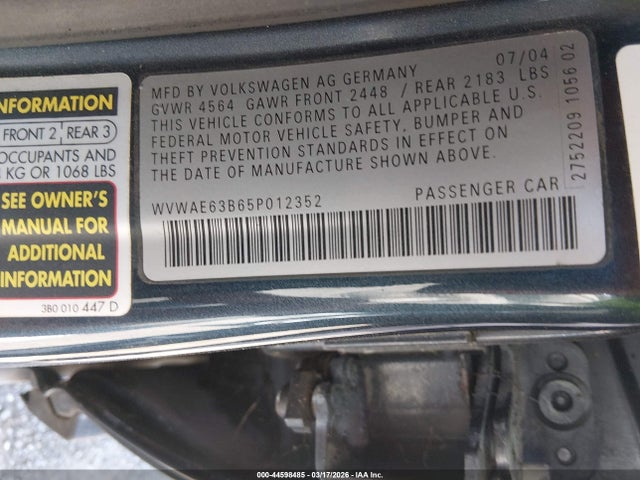 INFORMATION
FRONT 2 REAR 3
OCCUPANTS AND
KG OR 1068 LBS
SEE OWNER'S
MANUAL FOR
ADDITIONAL
INFORMATION
3B0 010 447 D
07/04
MFD BY VOLKSWAGEN AG GERMANY
GVWR 4564 GAWR FRONT 2448 / REAR 2183 LBS
THIS VEHICLE CONFORMS TO ALL APPLICABLE U.S.
FEDERAL MOTOR VEHICLE SAFETY, BUMPER AND
THEFT PREVENTION STANDARDS IN EFFECT ON
THE DATE OF MANUFACTURE SHOWN ABOVE.
WVWAE63B65P012352 PASSENGER CAR
2752209 1056 02
000-44598485 - 03/17/2026 - IAA Corp.